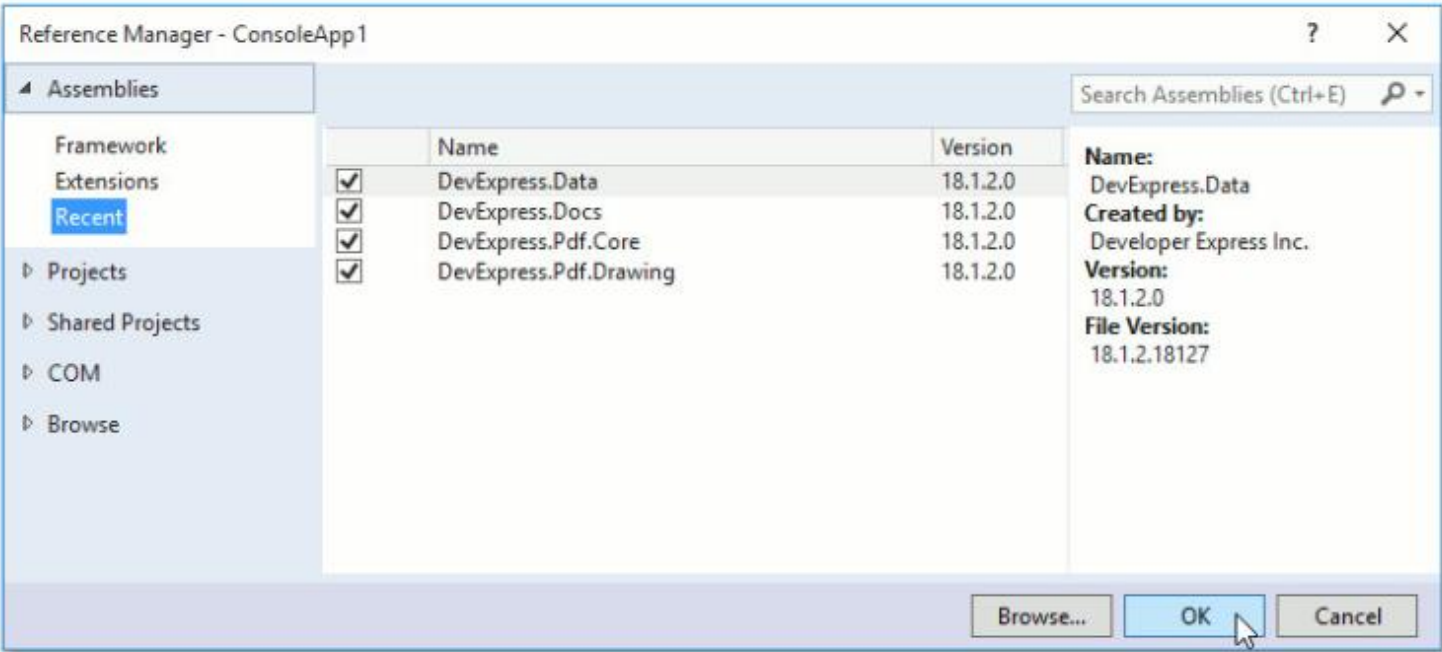 Reference Manager - ConsoleApp1
?
Assemblies
Search Assemblies (Ctrl+E)
Framework
Extensions
Recent
Projects
Shared Projects
COM
Browse
Name Version
DevExpress.Data 18.1.2.0
DevExpress.Docs 18.1.2.0
DevExpress.Pdf.Core 18.1.2.0
DevExpress.Pdf.Drawing 18.1.2.0
Name:
DevExpress.Data
Created by:
Developer Express Inc.
Version:
18.1.2.0
File Version:
18.1.2.18127
Browse... OK Cancel